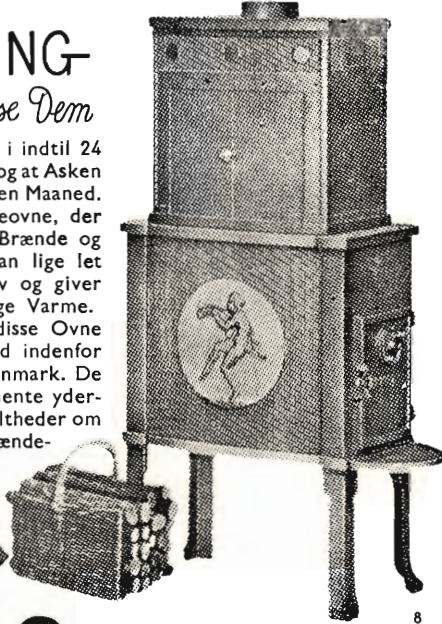 NG-
se Dem
i indtil 24
og at Asken
en Maaned.
eovne, der
Brænde og
an lige let
v og giver
ge Varme.
disse Ovne
d indenfor
nmark. De
ente yder-
ltheder om
ænde-
8